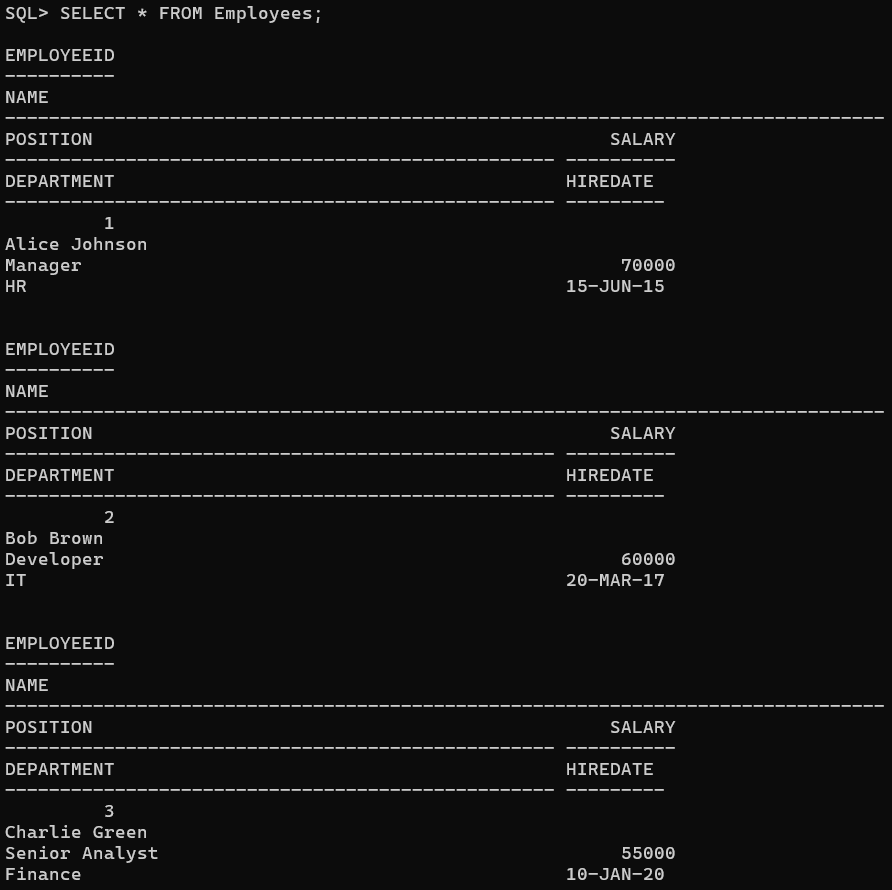 SQL> SELECT * FROM Employees;
EMPLOYEEID
----------
NAME
--------------------------------------------------------------------------------
POSITION                                               SALARY
-------------------------------------------------- ----------
DEPARTMENT                                         HIREDATE
-------------------------------------------------- ---------
         1
Alice Johnson
Manager                                                 70000
HR                                                 15-JUN-15
EMPLOYEEID
----------
NAME
--------------------------------------------------------------------------------
POSITION                                               SALARY
-------------------------------------------------- ----------
DEPARTMENT                                         HIREDATE
-------------------------------------------------- ---------
         2
Bob Brown
Developer                                               60000
IT                                                 20-MAR-17
EMPLOYEEID
----------
NAME
--------------------------------------------------------------------------------
POSITION                                               SALARY
-------------------------------------------------- ----------
DEPARTMENT                                         HIREDATE
-------------------------------------------------- ---------
         3
Charlie Green
Senior Analyst                                          55000
Finance                                            10-JAN-20